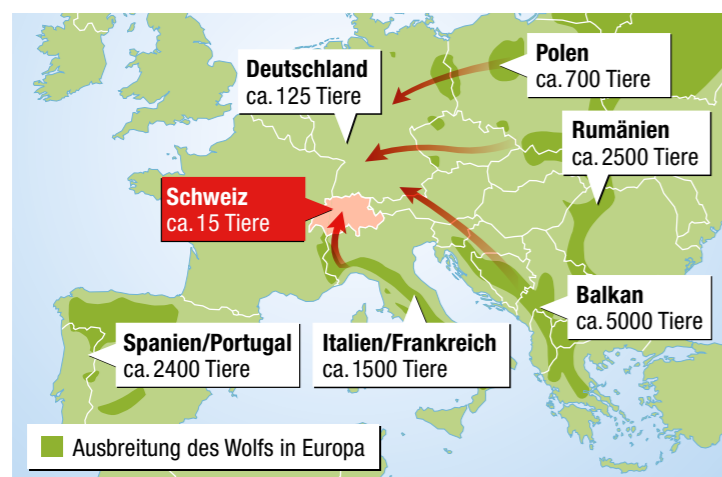 Polen
ca. 700 Tiere
Deutschland
ca. 125 Tiere
Rumänien
ca. 2500 Tiere
Schweiz
ca. 15 Tiere
Balkan
ca. 5000 Tiere
Spanien/Portugal
ca. 2400 Tiere
Italien/Frankreich
ca. 1500 Tiere
Ausbreitung des Wolfs in Europa